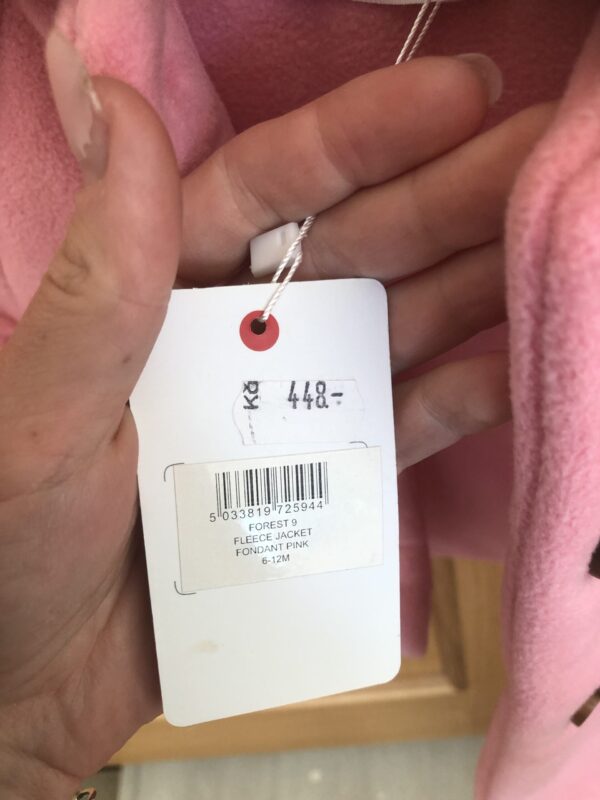 Kč 448.-
5 033819 725944
FOREST 9
FLEECE JACKET
FONDANT PINK
6-12M